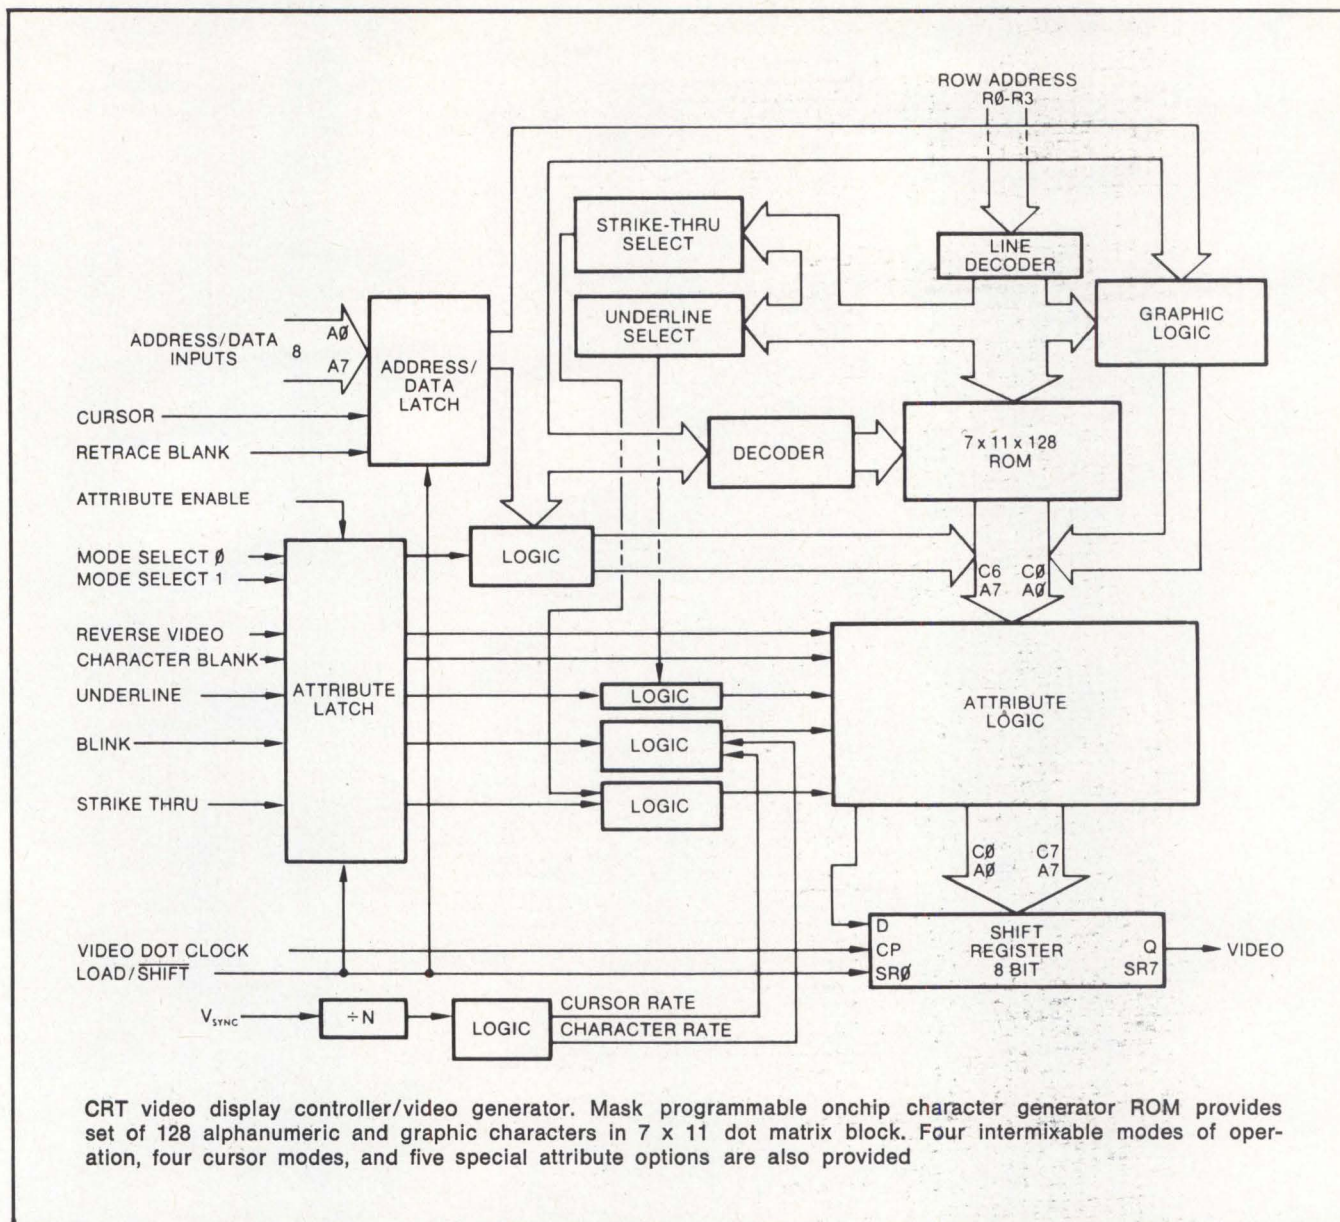 ROW ADDRESS
RØ-R3
STRIKE-THRU
SELECT
LINE
DECODER
UNDERLINE
SELECT
GRAPHIC
LOGIC
ADDRESS/DATA
INPUTS
8
AØ
A7
ADDRESS/
DATA
LATCH
CURSOR
RETRACE BLANK
DECODER
7 x 11 x 128
ROM
ATTRIBUTE ENABLE
MODE SELECT Ø
MODE SELECT 1
LOGIC
C6 CØ
A7 AØ
REVERSE VIDEO
CHARACTER BLANK
UNDERLINE
BLINK
STRIKE THRU
ATTRIBUTE
LATCH
LOGIC
LOGIC
LOGIC
ATTRIBUTE
LOGIC
CØ C7
AØ A7
VIDEO DOT CLOCK
LOAD/SHIFT
D
CP
SRØ
SHIFT
REGISTER
8 BIT
Q
SR7
VIDEO
VSYNC
÷N
LOGIC
CURSOR RATE
CHARACTER RATE
CRT video display controller/video generator. Mask programmable onchip character generator ROM provides
set of 128 alphanumeric and graphic characters in 7 x 11 dot matrix block. Four intermixable modes of oper-
ation, four cursor modes, and five special attribute options are also provided